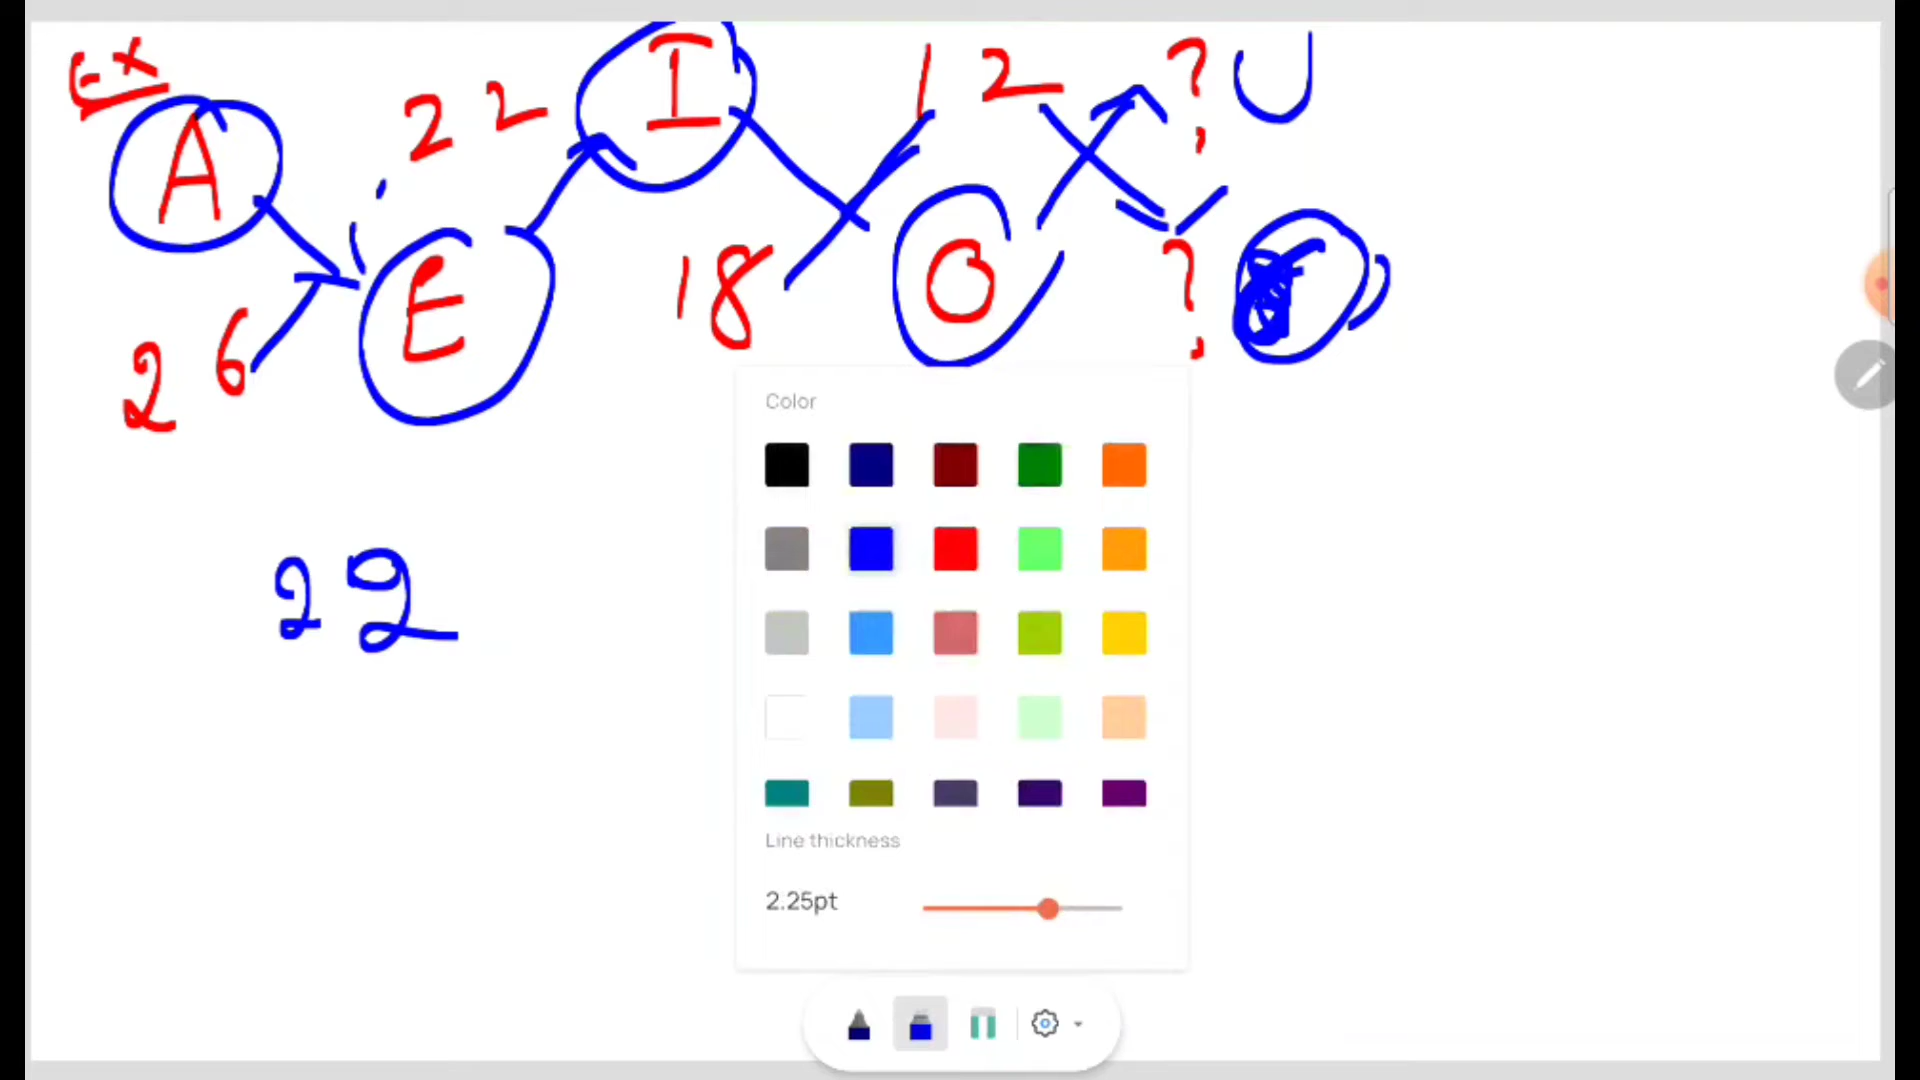 Ex
A 22 I 12 ? U
26 E 18 O ?
22
Color
Line thickness
2.25pt